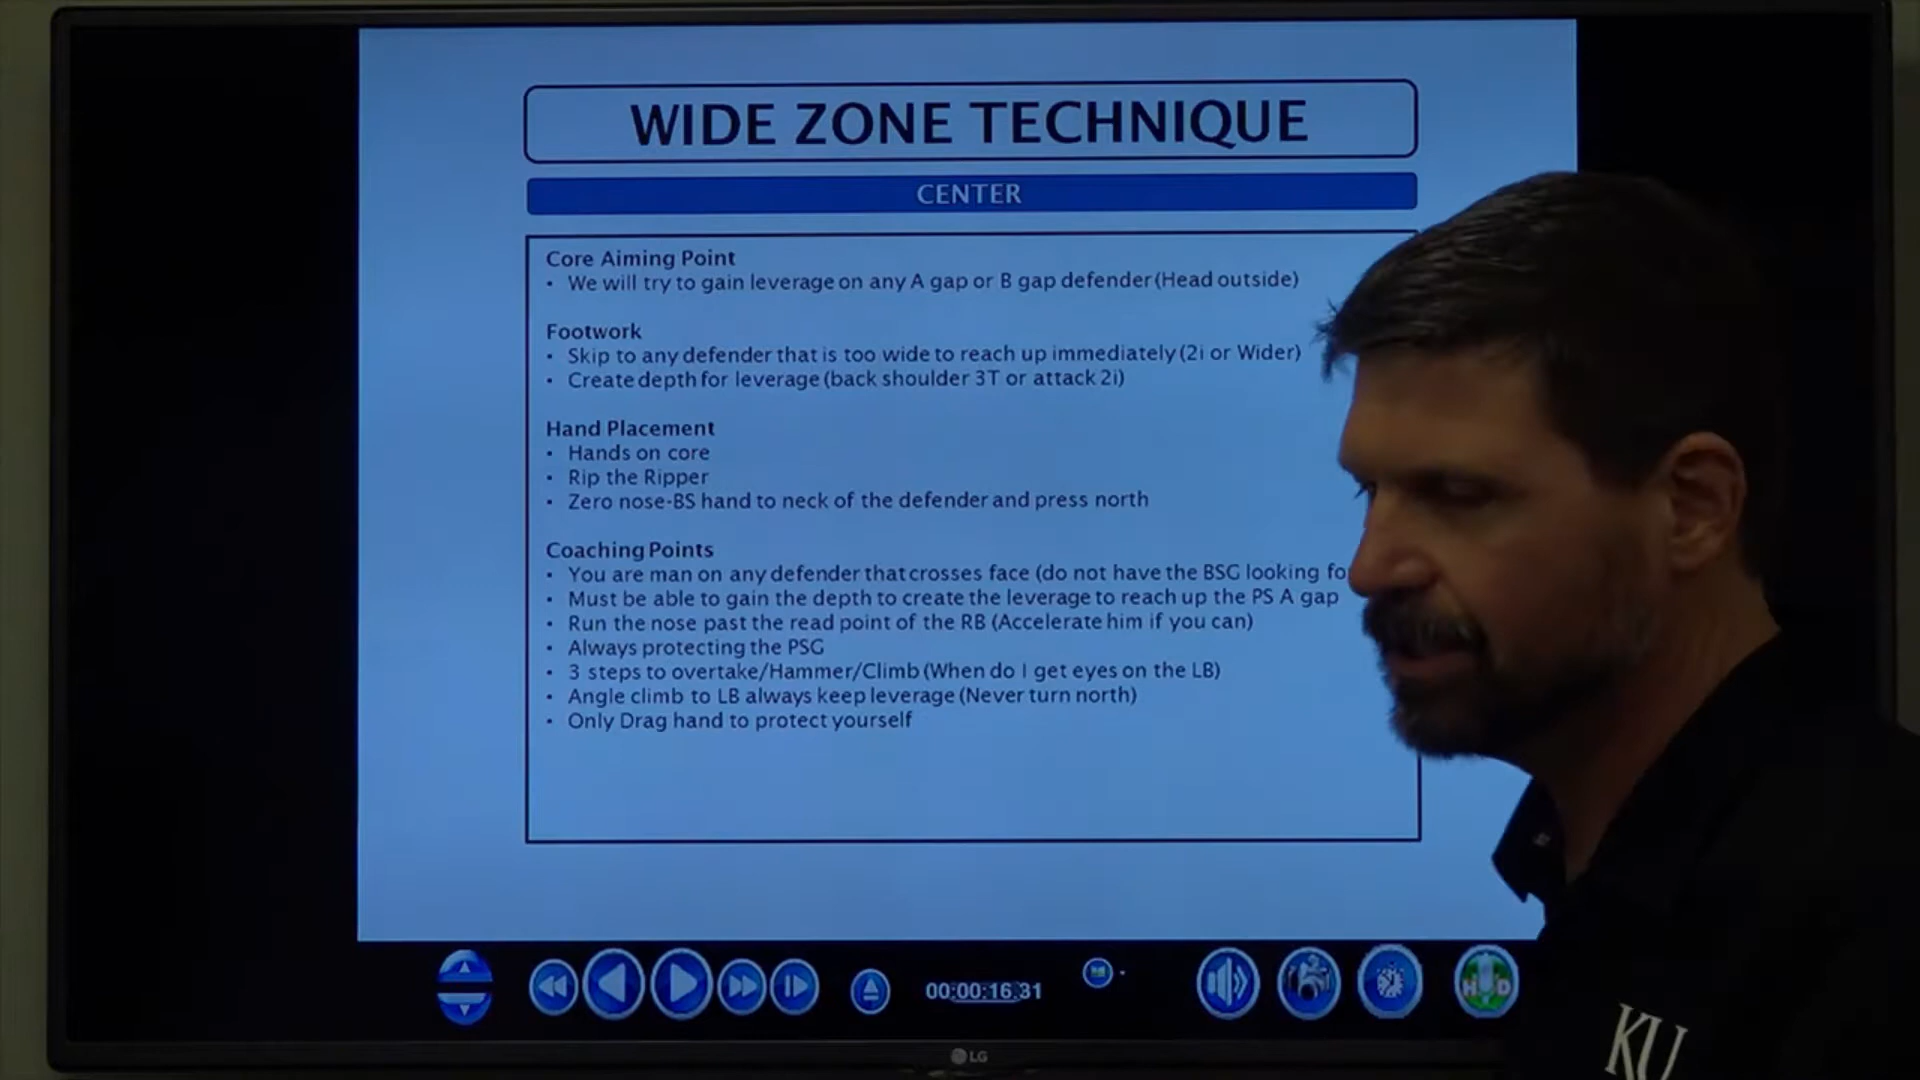 WIDE ZONE TECHNIQUE
CENTER
Core Aiming Point
• We will try to gain leverage on any A gap or B gap defender (Head outside)
Footwork
• Skip to any defender that is too wide to reach up immediately (2i or Wider)
• Create depth for leverage (back shoulder 3T or attack 2i)
Hand Placement
• Hands on core
• Rip the Ripper
• Zero nose-BS hand to neck of the defender and press north
Coaching Points
• You are man on any defender that crosses face (do not have the BSG looking fo
• Must be able to gain the depth to create the leverage to reach up the PS A gap
• Run the nose past the read point of the RB (Accelerate him if you can)
• Always protecting the PSG
• 3 steps to overtake/Hammer/Climb (When do I get eyes on the LB)
• Angle climb to LB always keep leverage (Never turn north)
• Only Drag hand to protect yourself
00:00:16.31
HD
LG
KU